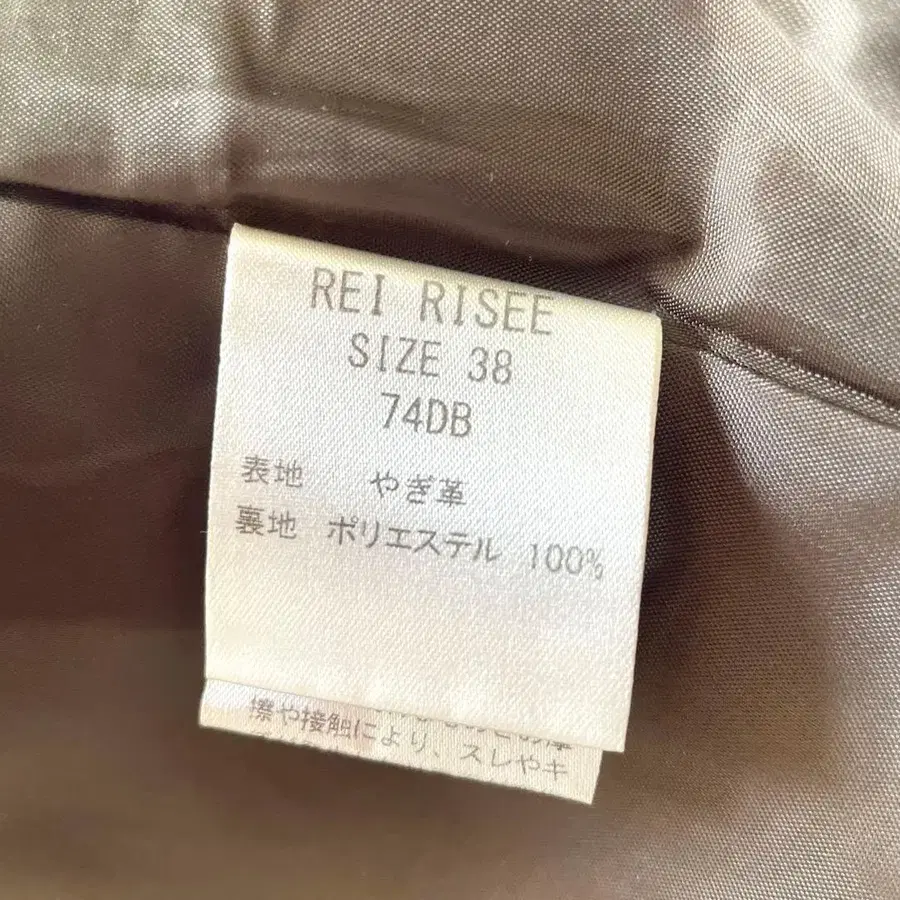 REI RISEE
SIZE 38
74DB
表地 やぎ革
裏地 ポリエステル 100%
擦や接触により、スレやキ